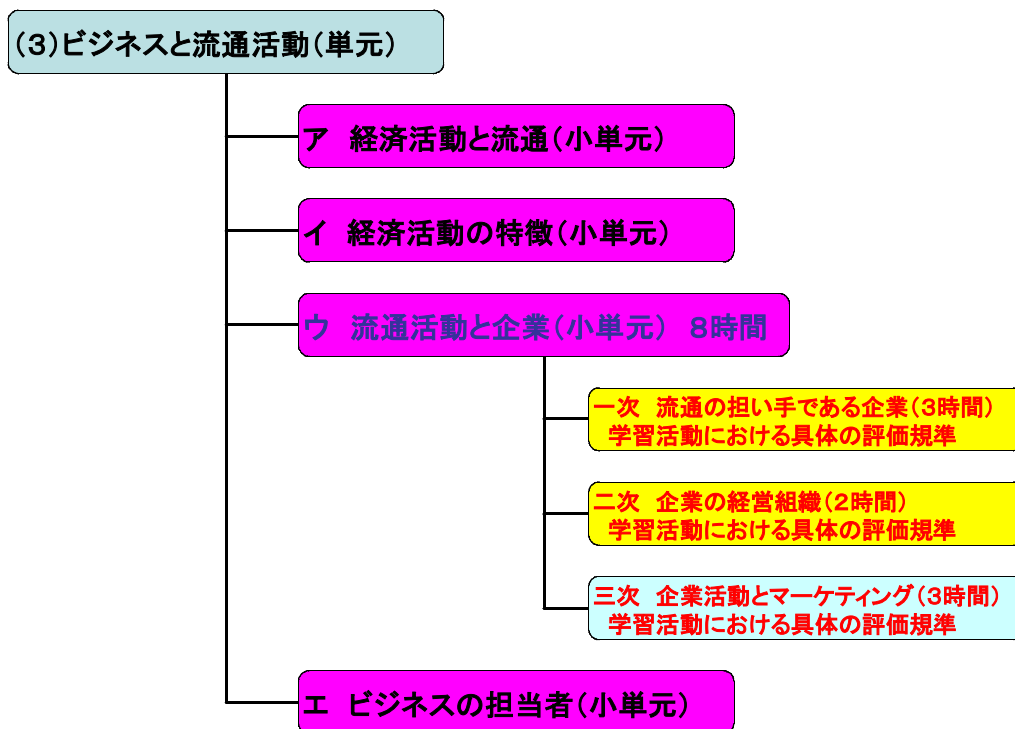 (3)ビジネスと流通活動(単元)
ア 経済活動と流通(小単元)
イ 経済活動の特徴(小単元)
ウ 流通活動と企業(小単元) 8時間
一次 流通の担い手である企業(3時間)
学習活動における具体の評価規準
二次 企業の経営組織(2時間)
学習活動における具体の評価規準
三次 企業活動とマーケティング(3時間)
学習活動における具体の評価規準
エ ビジネスの担当者(小単元)